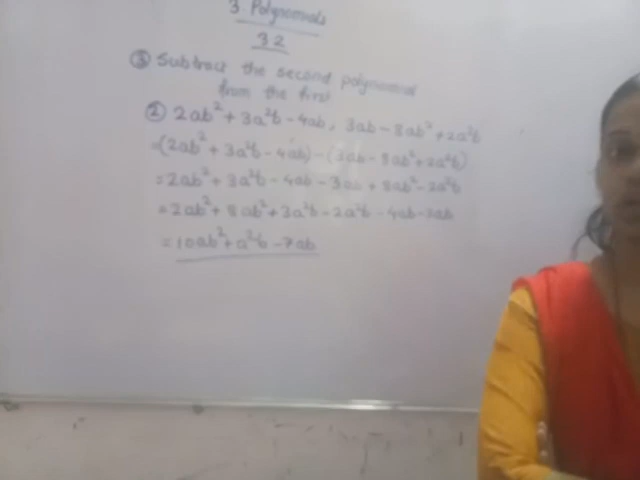 3 Polynomials
32
③ Subtract the second polynomial
from the first
② 2ab² + 3a²b - 4ab, 3ab - 8ab² + 2a²b
= (2ab² + 3a²b - 4ab) - (3ab - 8ab² + 2a²b)
= 2ab² + 3a²b - 4ab - 3ab + 8ab² - 2a²b
= 2ab² + 8ab² + 3a²b - 2a²b - 4ab - 3ab
= 10ab² + a²b - 7ab